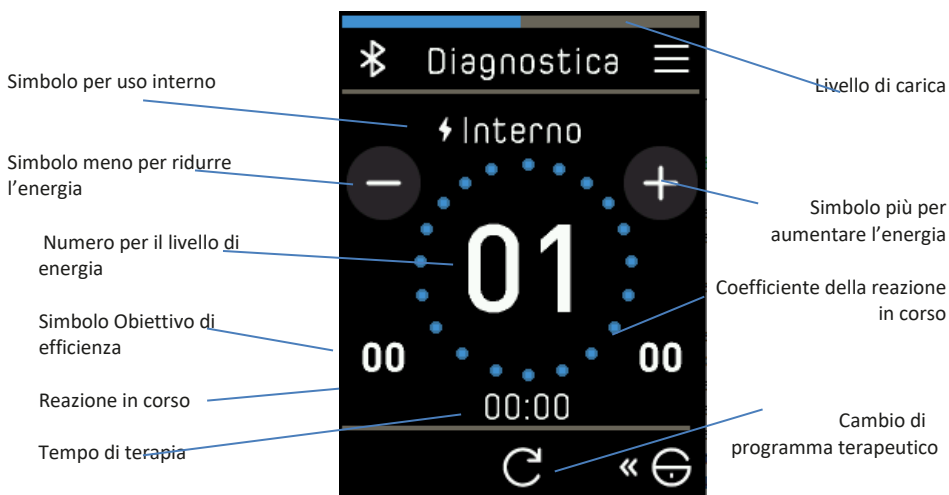 Diagnostica
Livello di carica
Simbolo per uso interno
Interno
Simbolo meno per ridurre
l’energia
Simbolo più per
aumentare l’energia
Numero per il livello di
energia
01
Coefficiente della reazione
in corso
Simbolo Obiettivo di
efficienza
00
00
Reazione in corso
00:00
Tempo di terapia
Cambio di
programma terapeutico
«